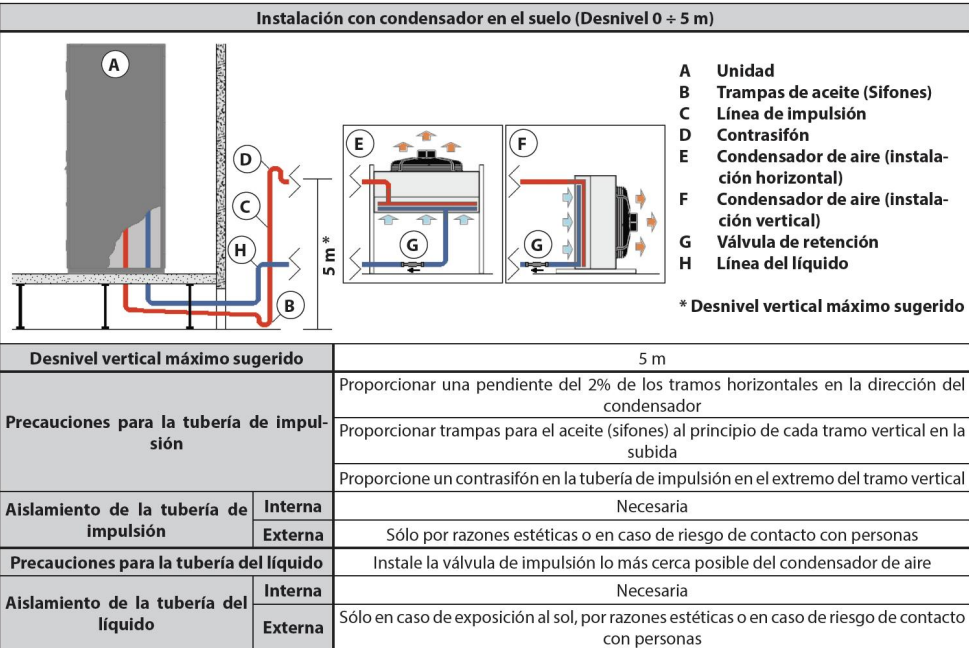 Instalación con condensador en el suelo (Desnivel 0 ÷ 5 m)
A
D
C
H
B
5 m *
E
G
F
G
A Unidad
B Trampas de aceite (Sifones)
C Línea de impulsión
D Contrasifón
E Condensador de aire (instala-
ción horizontal)
F Condensador de aire (instala-
ción vertical)
G Válvula de retención
H Línea del líquido
* Desnivel vertical máximo sugerido
Desnivel vertical máximo sugerido
5 m
Precauciones para la tubería de impul-
sión
Proporcionar una pendiente del 2% de los tramos horizontales en la dirección del
condensador
Proporcionar trampas para el aceite (sifones) al principio de cada tramo vertical en la
subida
Proporcione un contrasifón en la tubería de impulsión en el extremo del tramo vertical
Aislamiento de la tubería de
impulsión
Interna
Necesaria
Externa
Sólo por razones estéticas o en caso de riesgo de contacto con personas
Precauciones para la tubería del líquido
Instale la válvula de impulsión lo más cerca posible del condensador de aire
Aislamiento de la tubería del
líquido
Interna
Necesaria
Externa
Sólo en caso de exposición al sol, por razones estéticas o en caso de riesgo de contacto
con personas